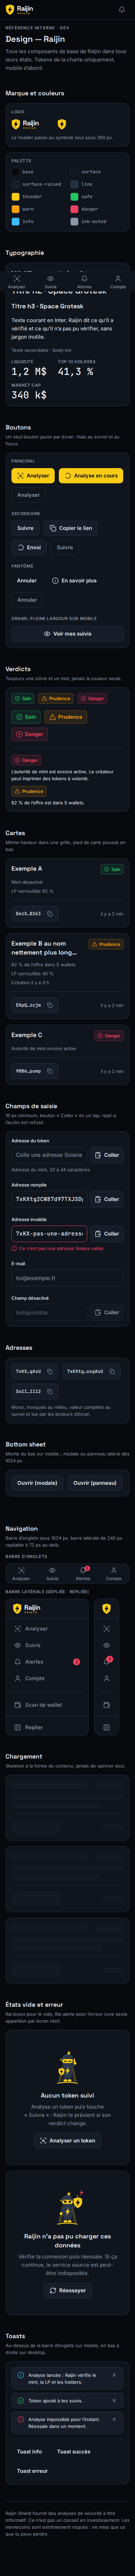 Raijin
Shield
RÉFÉRENCE INTERNE · DEV
Design — Raijin
Tous les composants de base de Raijin dans tous leurs états. De la charte uniquement, mobile d'abord.
Marque et couleurs
LOGO
Raijin
Shield
Le header passe au symbole seul sous 360 px.
PALETTE
base
surface
surface-raised
line
thunder
safe
warn
danger
info
ink-muted
Typographie
Analyser
Suivis
Alertes
Compte
Titre h3 · Space Grotesk
Texte courant en Inter. Raijin dit ce qu'il a vérifié et ce qu'il n'a pas pu vérifier, sans jargon inutile.
Texte secondaire · body-sm
LIQUIDITÉ
TOP 10 HOLDERS
1,2 M$
41,3 %
MARKET CAP
340 k$
Boutons
Un seul bouton jaune par écran. Halo au survol et au focus.
PRINCIPAL
Analyser
Analyse en cours
Analyser
SECONDAIRE
Suivre
Copier le lien
Envoi
Suivre
FANTÔME
Annuler
En savoir plus
Annuler
GRAND, PLEINE LARGEUR SUR MOBILE
Voir mes suivis
Verdicts
Toujours une icône et un mot, jamais la couleur seule.
Sain
Prudence
Danger
Sain
Prudence
Danger
Danger
L'autorité de mint est encore active. Le créateur peut imprimer des tokens à volonté.
Prudence
62 % de l'offre est dans 5 wallets.
Cartes
Même hauteur dans une grille, pied de carte poussé en bas.
Exemple A
Sain
Mint désactivé
LP verrouillée 92 %
il y a 2 min
Exemple B au nom nettement plus long…
Prudence
62 % de l'offre dans 5 wallets
LP verrouillée 40 %
Création il y a 3 h
il y a 2 min
Exemple C
Danger
Autorité de mint encore active
il y a 2 min
Champs de saisie
16 px minimum, bouton « Coller » en un tap, rappel si l'accès est refusé.
Adresse du token
Colle une adresse Solana
Coller
Adresse du mint, 32 à 44 caractères.
Adresse remplie
Coller
Adresse invalide
7xKX-pas-une-adresse
Coller
Ce n'est pas une adresse Solana valide.
E-mail
toi@exemple.fr
Champ désactivé
Indisponible
Coller
Adresses
Mono, tronquée au milieu, valeur complète au survol et lue par les lecteurs d'écran.
Bottom sheet
Monte du bas sur mobile : modale ou panneau latéral dès 1024 px.
Ouvrir (modale)
Ouvrir (panneau)
Navigation
Barre d'onglets sous 1024 px, barre latérale de 240 px repliable à 72 px au-delà.
BARRE D'ONGLETS
Analyser
Suivis
Alertes
Compte
BARRE LATÉRALE (DÉPLIÉE · REPLIÉE)
Raijin
Shield
Analyser
Suivis
Alertes
3
Compte
Scan de wallet
Replier
Chargement
Skeleton à la forme du contenu, jamais de spinner seul.
États vide et erreur
Rai bravo pour le vide, Rai alerte pour l'erreur (une seule apparition par écran réel).
Aucun token suivi
Analyse un token puis touche « Suivre » : Raijin te prévient si son verdict change.
Analyser un token
Raijin n'a pas pu charger ces données
Vérifie ta connexion puis réessaie. Si ça continue, le service source est peut-être indisponible.
Réessayer
Toasts
Au-dessus de la barre d'onglets sur mobile, en bas à droite sur desktop.
Analyse lancée : Raijin vérifie le mint, la LP et les holders.
Token ajouté à tes suivis.
Analyse impossible pour l'instant. Réessaie dans un moment.
Toast info
Toast succès
Toast erreur
Raijin Shield fournit des analyses de sécurité à titre informatif. Ce n'est pas un conseil en investissement. Les memecoins sont extrêmement risqués : ne mise que ce que tu peux perdre.